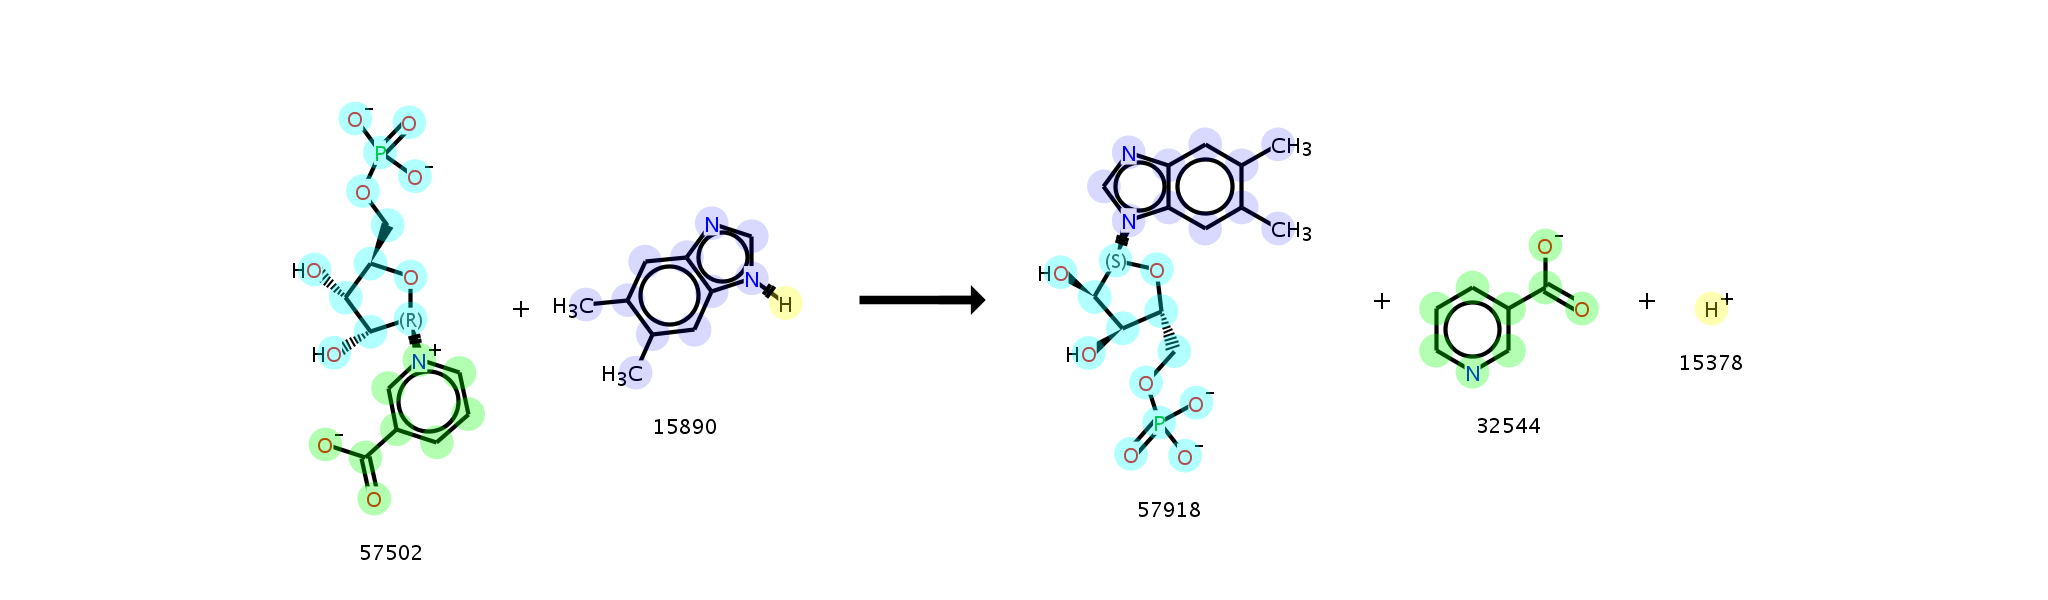 O⁻ O
P
O⁻
O
HO
O
(R)
HO
N⁺
O⁻
O
57502
+
N
N
H
H₃C
H₃C
15890
N
CH₃
N
CH₃
(S)
O
HO
HO
O
O⁻
P
O
O⁻
57918
+
O⁻
O
N
32544
+
H⁺
15378